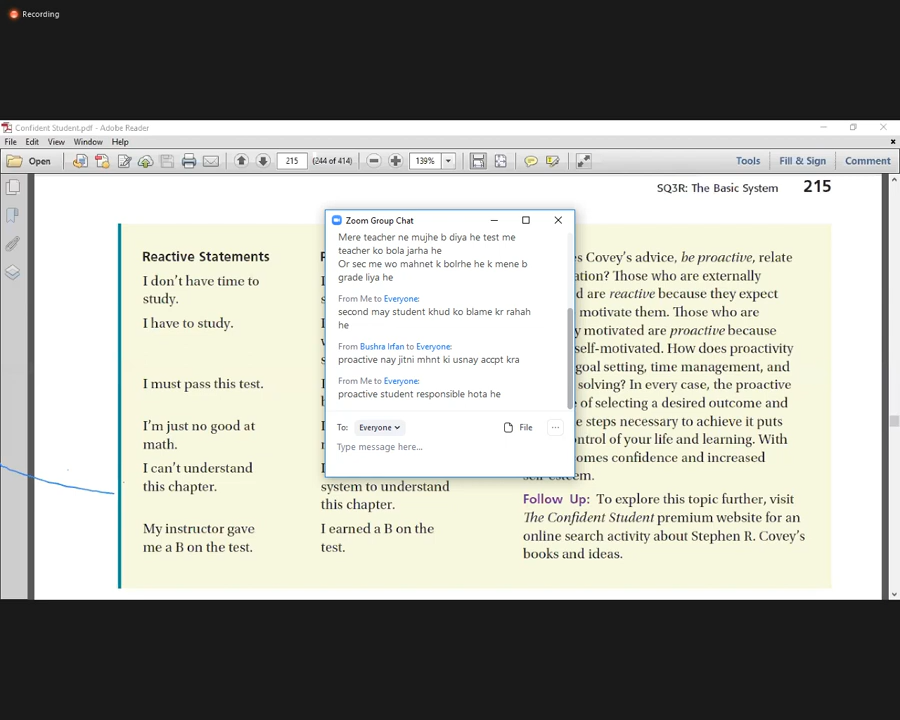 Recording
Confident Student.pdf - Adobe Reader
File Edit View Window Help
Open 215 (244 of 414) 139% Tools Fill & Sign Comment
SQ3R: The Basic System 215
Reactive Statements
I don't have time to
study.
I have to study.
I must pass this test.
I'm just no good at
math.
I can't understand
this chapter.
My instructor gave
me a B on the test.
system to understand
this chapter.
I earned a B on the
test.
Zoom Group Chat
Mere teacher ne mujhe b diya he test me
teacher ko bola jarha he
Or sec me wo mahnet k bolrhe he k mene b
grade liya he
From Me to Everyone:
second may student khud ko blame kr rahah
he
From Bushra Irfan to Everyone:
proactive nay jitni mhnt ki usnay accpt kra
From Me to Everyone:
proactive student responsible hota he
To: Everyone File ...
Type message here...
Covey's advice, be proactive, relate
Those who are externally
are reactive because they expect
motivate them. Those who are
motivated are proactive because
self-motivated. How does proactivity
goal setting, time management, and
solving? In every case, the proactive
of selecting a desired outcome and
steps necessary to achieve it puts
of your life and learning. With
confidence and increased
self-esteem.
Follow Up: To explore this topic further, visit
The Confident Student premium website for an
online search activity about Stephen R. Covey's
books and ideas.